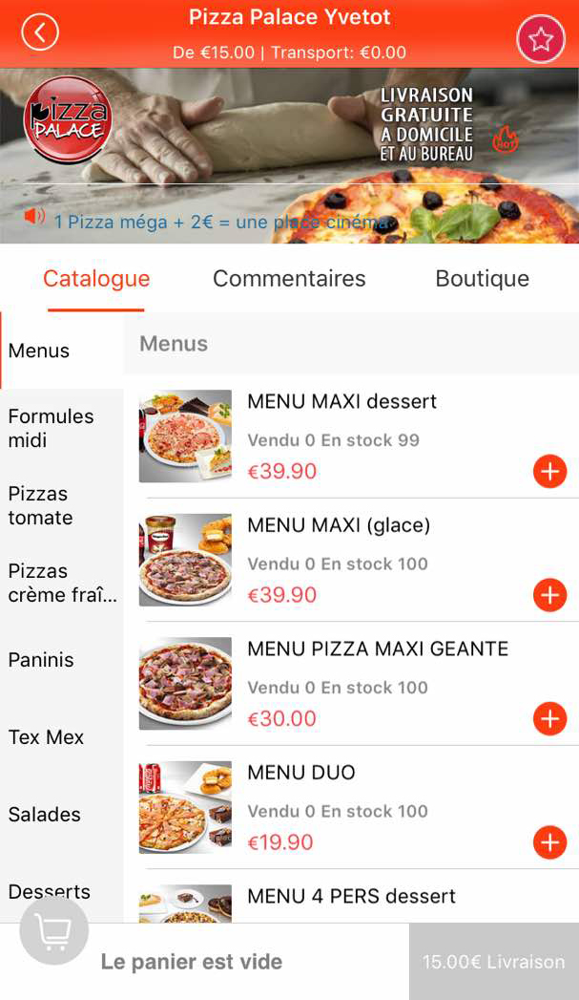 Pizza Palace Yvetot
De €15.00 | Transport: €0.00
Pizza
PALACE
LIVRAISON
GRATUITE
A DOMICILE
ET AU BUREAU
HOT
1 Pizza méga + 2€ = une place cinéma
Catalogue
Commentaires
Boutique
Menus
Formules
midi
Pizzas
tomate
Pizzas
crème fraî...
Paninis
Tex Mex
Salades
Desserts
Menus
MENU MAXI dessert
Vendu 0 En stock 99
€39.90
MENU MAXI (glace)
Vendu 0 En stock 100
€39.90
MENU PIZZA MAXI GEANTE
Vendu 0 En stock 100
€30.00
MENU DUO
Vendu 0 En stock 100
€19.90
MENU 4 PERS dessert
Le panier est vide
15.00€ Livraison